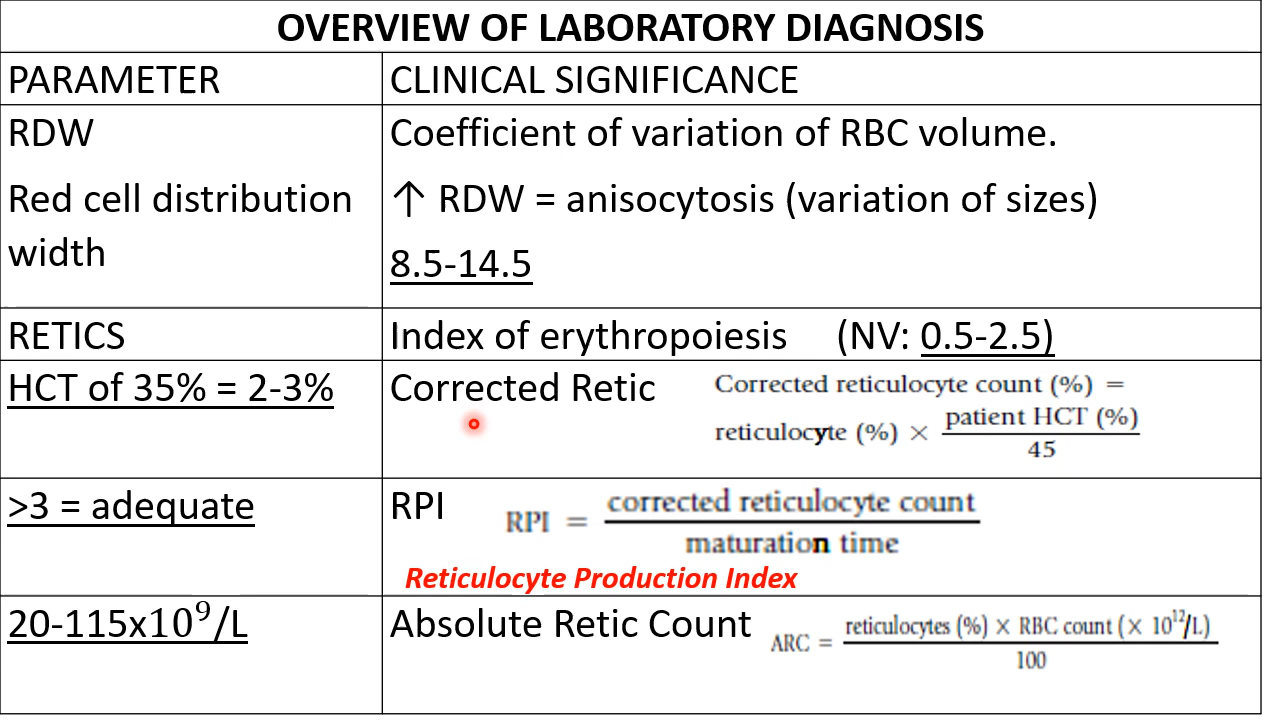 OVERVIEW OF LABORATORY DIAGNOSIS
PARAMETER
CLINICAL SIGNIFICANCE
RDW
Red cell distribution
width
Coefficient of variation of RBC volume.
↑ RDW = anisocytosis (variation of sizes)
8.5-14.5
RETICS
Index of erythropoiesis (NV: 0.5-2.5)
HCT of 35% = 2-3%
Corrected Retic
Corrected reticulocyte count (%) =
reticulocyte (%) × patient HCT (%)
45
>3 = adequate
RPI
RPI = corrected reticulocyte count
maturation time
Reticulocyte Production Index
20-115x10⁹/L
Absolute Retic Count
ARC = reticulocytes (%) × RBC count (× 10¹²/L)
100